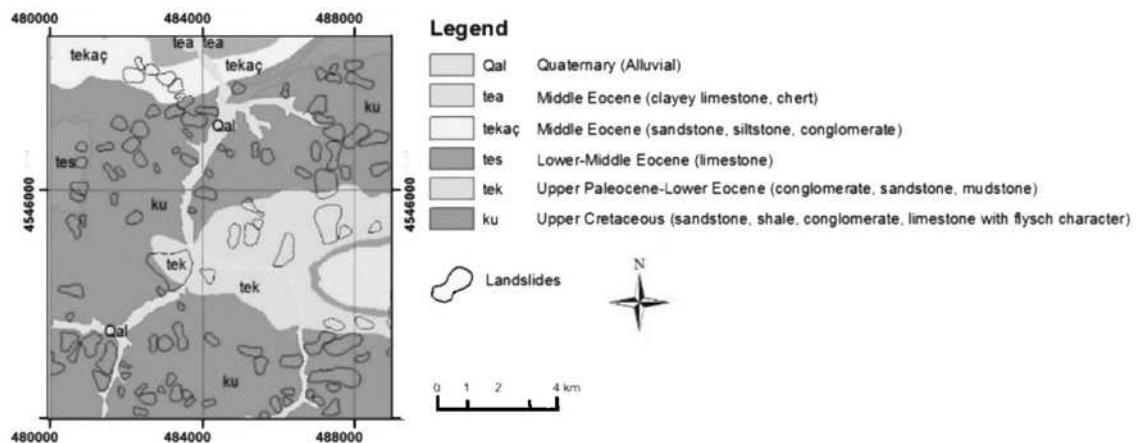 480000 484000 488000
tekaç
tea tea
tekaç
ku
Qal
tes
4546000
4546000
ku
tek
tek
Qal
ku
480000 484000 488000
Legend
Qal Quaternary (Alluvial)
tea Middle Eocene (clayey limestone, chert)
tekaç Middle Eocene (sandstone, siltstone, conglomerate)
tes Lower-Middle Eocene (limestone)
tek Upper Paleocene-Lower Eocene (conglomerate, sandstone, mudstone)
ku Upper Cretaceous (sandstone, shale, conglomerate, limestone with flysch character)
Landslides
N
0 1 2 4 km